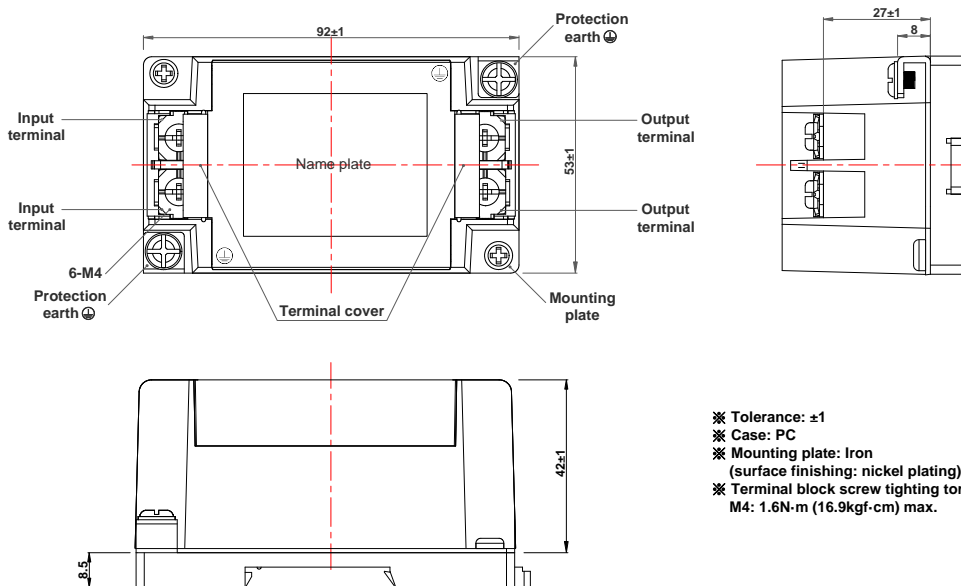 92±1
Protection
earth
27±1
8
Input
terminal
Output
terminal
Name plate
53±1
Input
terminal
Output
terminal
6-M4
Protection
earth
Terminal cover
Mounting
plate
42±1
8.5
※ Tolerance: ±1
※ Case: PC
※ Mounting plate: Iron
(surface finishing: nickel plating)
※ Terminal block screw tighting tor
M4: 1.6N·m (16.9kgf·cm) max.